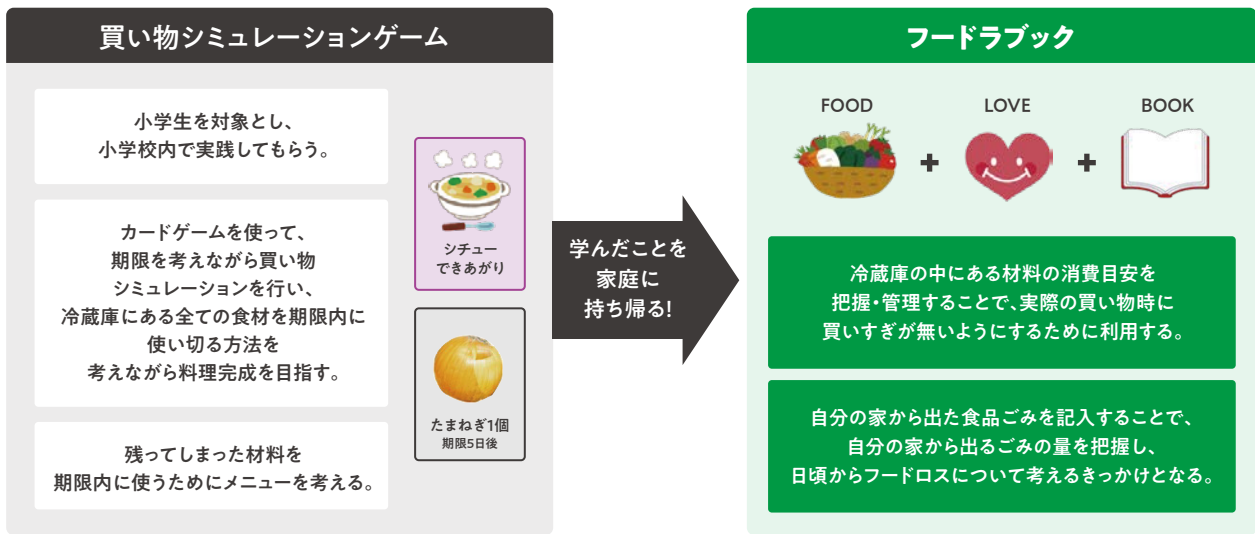 買い物シミュレーションゲーム
小学生を対象とし、
小学校内で実践してもらう。
カードゲームを使って、
期限を考えながら買い物
シミュレーションを行い、
冷蔵庫にある全ての食材を期限内に
使い切る方法を
考えながら料理完成を目指す。
残ってしまった材料を
期限内に使うためにメニューを考える。
シチュー
できあがり
たまねぎ1個
期限5日後
学んだことを
家庭に
持ち帰る!
フードラブック
FOOD
LOVE
BOOK
+
+
冷蔵庫の中にある材料の消費目安を
把握・管理することで、実際の買い物時に
買いすぎが無いようにするために利用する。
自分の家から出た食品ごみを記入することで、
自分の家から出るごみの量を把握し、
日頃からフードロスについて考えるきっかけとなる。